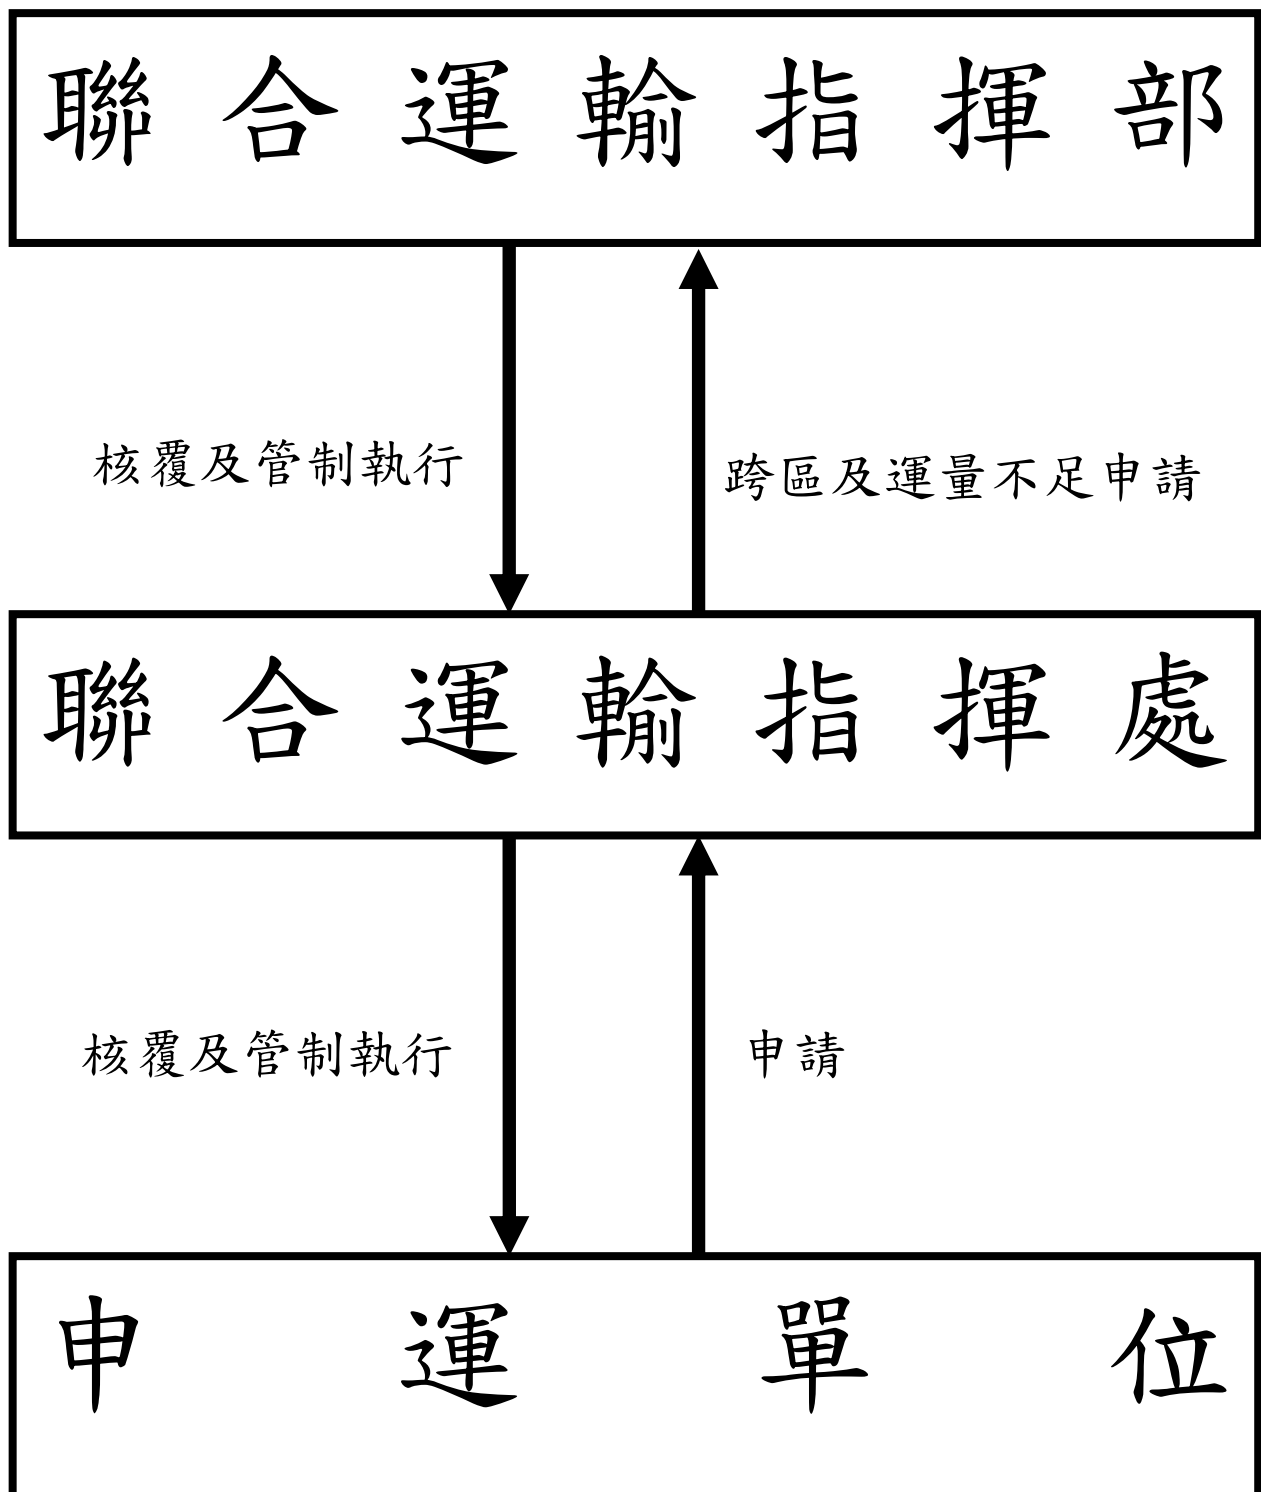 聯合運輸指揮部
核覆及管制執行
跨區及運量不足申請
聯合運輸指揮處
核覆及管制執行
申請
申運單位